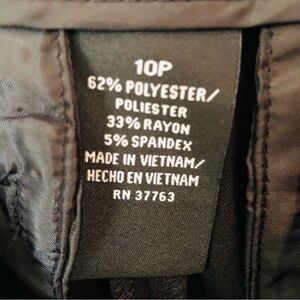 10P
62% POLYESTER/
POLIESTER
33% RAYON
5% SPANDEX
MADE IN VIETNAM/
HECHO EN VIETNAM
RN 37763